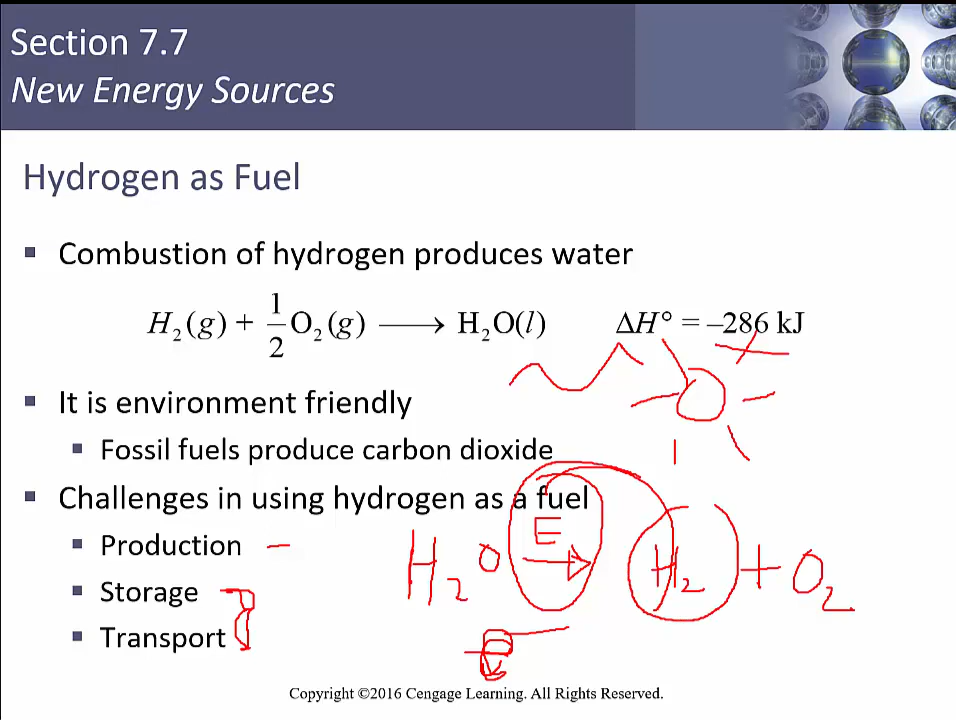 Section 7.7
New Energy Sources
Hydrogen as Fuel
▪ Combustion of hydrogen produces water
H₂(g) + 1/2 O₂(g) ⟶ H₂O(l)    ΔH° = –286 kJ
▪ It is environment friendly
▪ Fossil fuels produce carbon dioxide
▪ Challenges in using hydrogen as a fuel
▪ Production –
▪ Storage
▪ Transport
E
H₂O → H₂ + O₂
Copyright ©2016 Cengage Learning. All Rights Reserved.